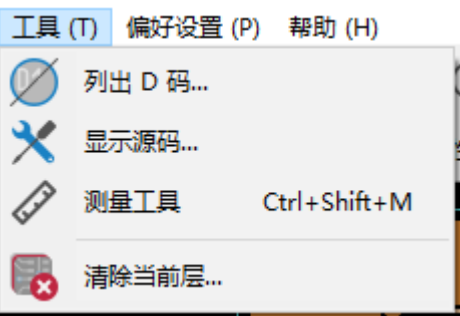 工具 (T) 偏好设置 (P) 帮助 (H)
列出 D 码...
显示源码...
测量工具 Ctrl+Shift+M
清除当前层...